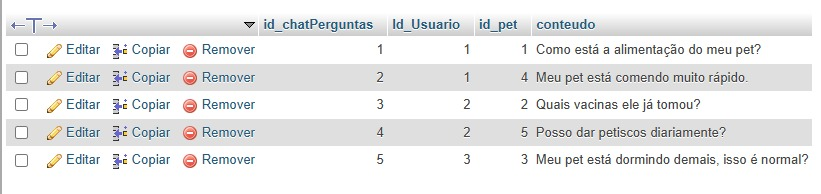 id_chatPerguntas Id_Usuario id_pet conteudo
Editar Copiar Remover 1 1 1 Como está a alimentação do meu pet?
Editar Copiar Remover 2 1 4 Meu pet está comendo muito rápido.
Editar Copiar Remover 3 2 2 Quais vacinas ele já tomou?
Editar Copiar Remover 4 2 5 Posso dar petiscos diariamente?
Editar Copiar Remover 5 3 3 Meu pet está dormindo demais, isso é normal?